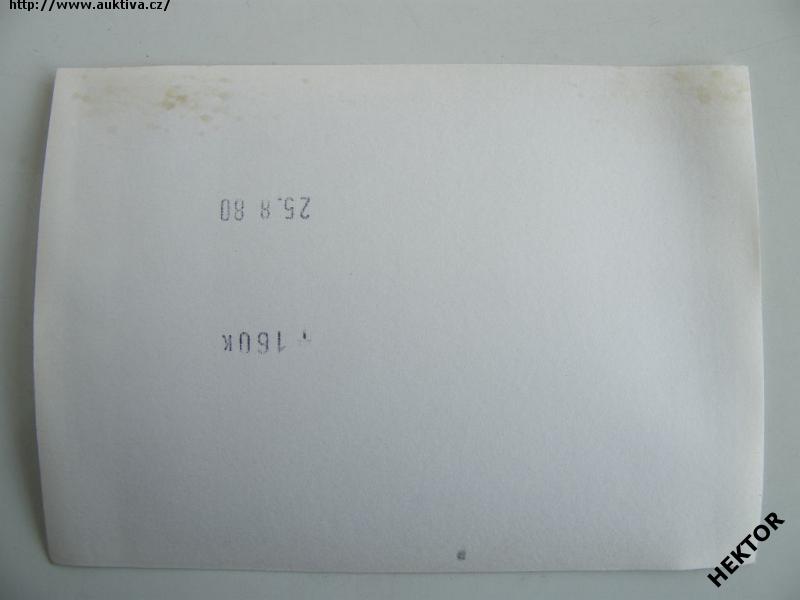 http://www.auktiva.cz/
25. 8 80
160K
HEKTOR